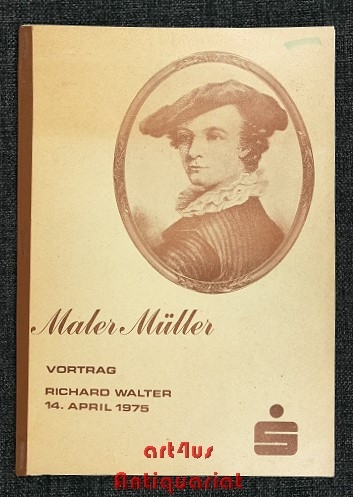 Maler Müller
VORTRAG
RICHARD WALTER
14. APRIL 1975
art4us
Antiquariat